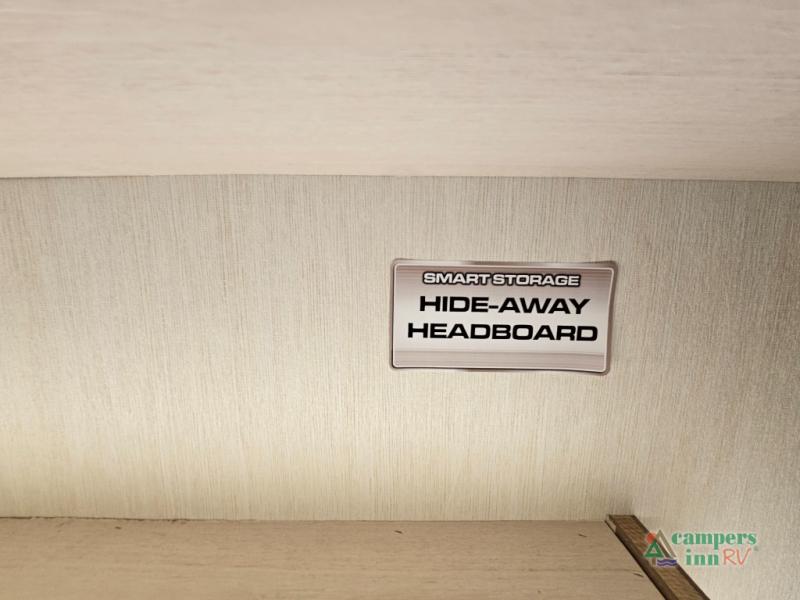 SMART STORAGE
HIDE-AWAY
HEADBOARD
campers
inn RV®